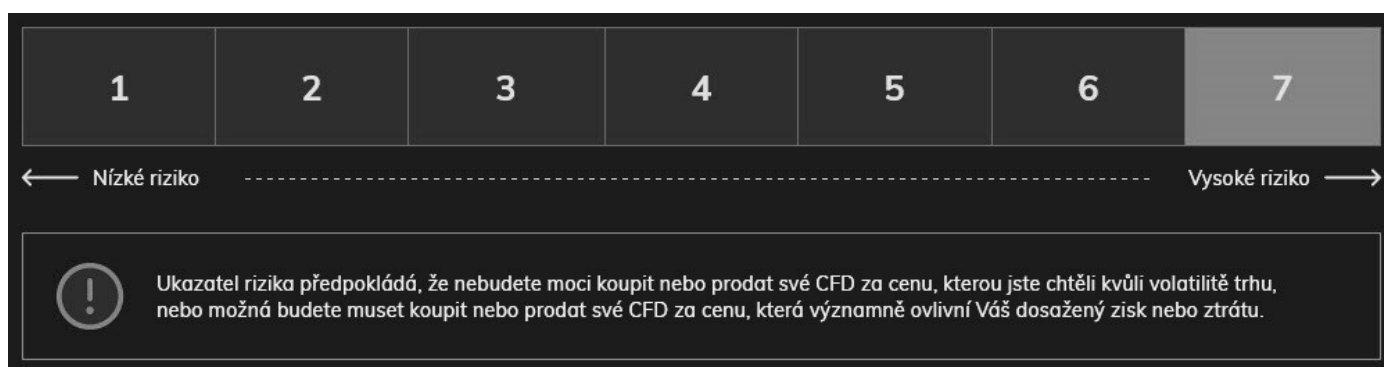 1 2 3 4 5 6 7
Nízké riziko Vysoké riziko
Ukazatel rizika předpokládá, že nebudete moci koupit nebo prodat své CFD za cenu, kterou jste chtěli kvůli volatilitě trhu,
nebo možná budete muset koupit nebo prodat své CFD za cenu, která významně ovlivní Váš dosažený zisk nebo ztrátu.